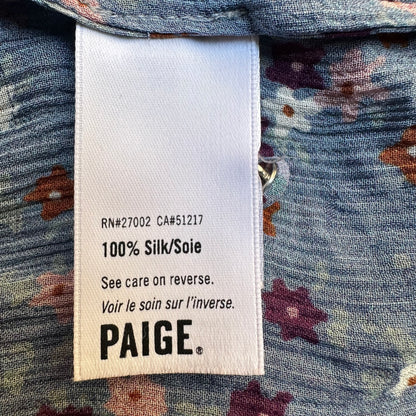 RN#27002 CA#51217
100% Silk/Soie
See care on reverse.
Voir le soin sur l'inverse.
PAIGE®